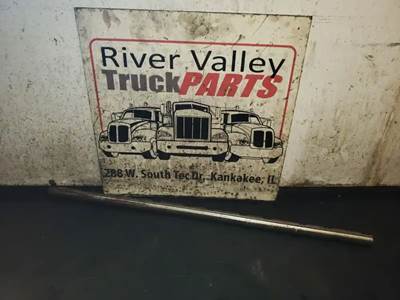 River Valley
TruckPARTS
288 W. South Tec Dr, Kankakee, IL